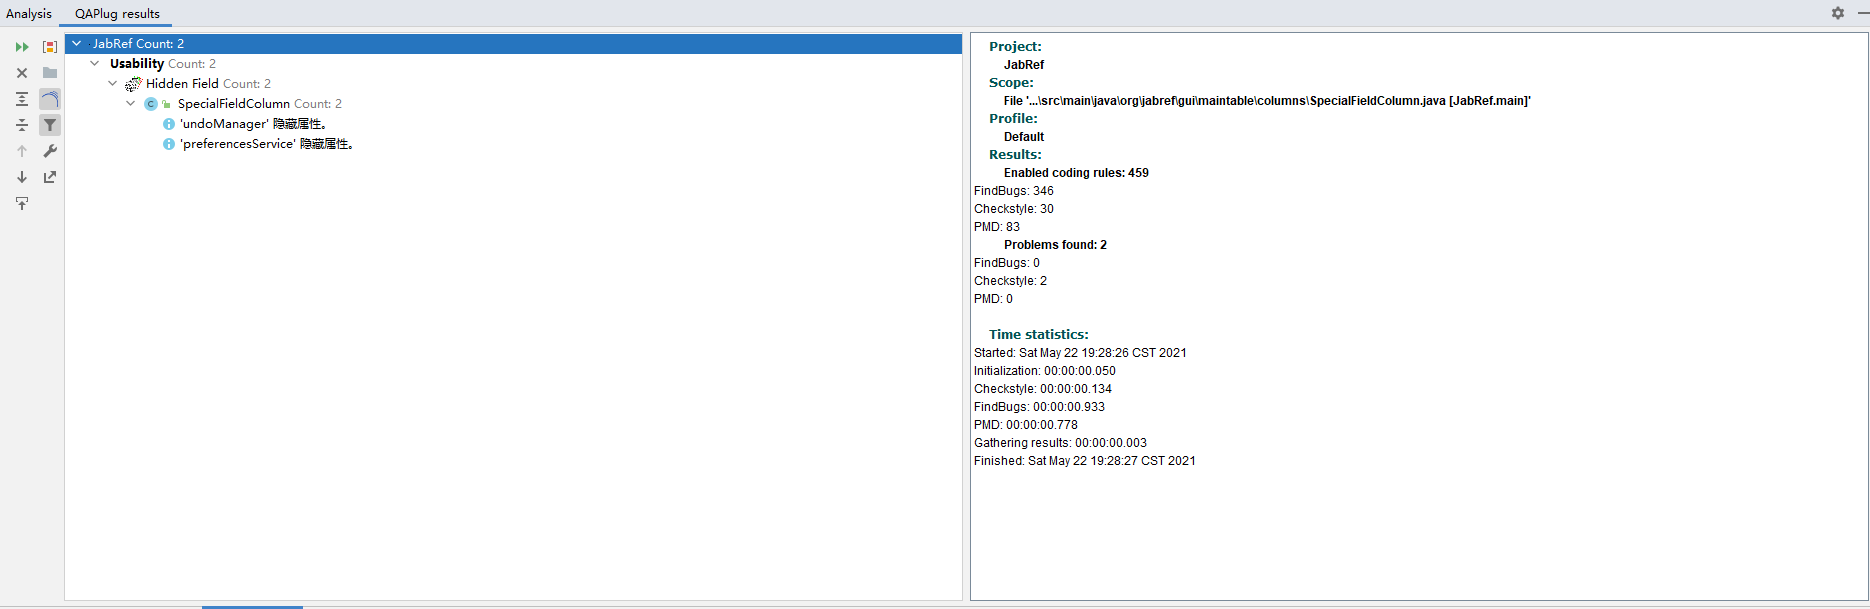 Analysis QAPlug results
JabRef Count: 2
Usability Count: 2
Hidden Field Count: 2
C SpecialFieldColumn Count: 2
'undoManager' 隐藏属性。
'preferencesService' 隐藏属性。
Project:
JabRef
Scope:
File '...\src\main\java\org\jabref\gui\maintable\columns\SpecialFieldColumn.java [JabRef.main]'
Profile:
Default
Results:
Enabled coding rules: 459
FindBugs: 346
Checkstyle: 30
PMD: 83
Problems found: 2
FindBugs: 0
Checkstyle: 2
PMD: 0
Time statistics:
Started: Sat May 22 19:28:26 CST 2021
Initialization: 00:00:00.050
Checkstyle: 00:00:00.134
FindBugs: 00:00:00.933
PMD: 00:00:00.778
Gathering results: 00:00:00.003
Finished: Sat May 22 19:28:27 CST 2021